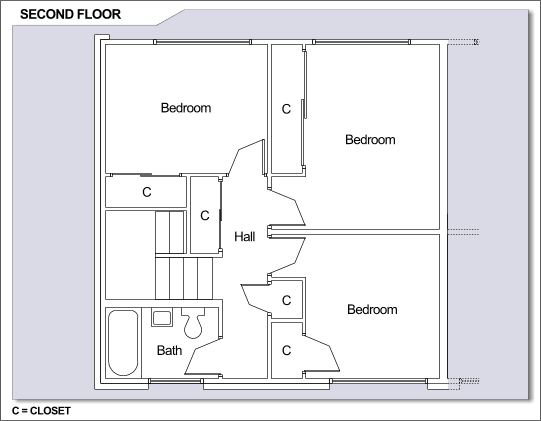 SECOND FLOOR
Bedroom
C
Bedroom
C
C
Hall
C
Bedroom
Bath
C
C = CLOSET